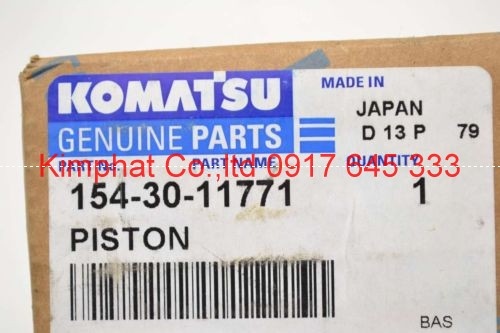 KOMATSU
GENUINE PARTS
MADE IN
JAPAN
D 13 P 79
Kimphat Co.,ltd 0917 645 333
PART No. PART NAME QUANTITY
154-30-11771 1
PISTON
BAS